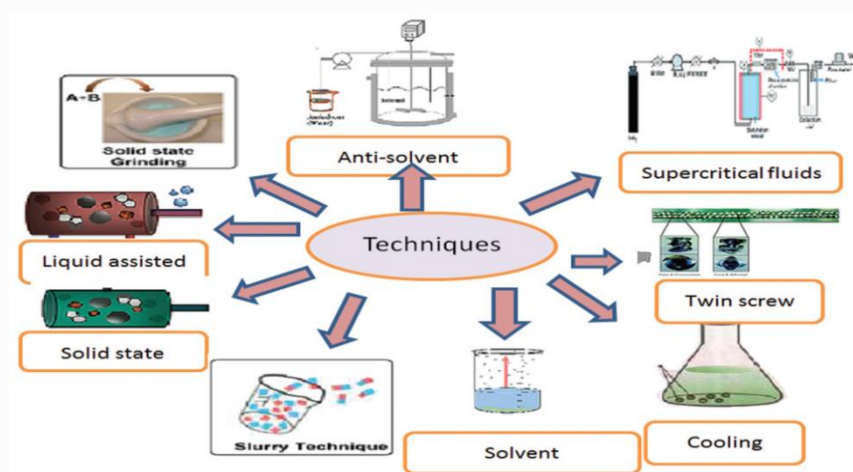 A+B
Solid state
Grinding
Anti-solvent
Supercritical fluids
Liquid assisted
Techniques
Twin screw
Solid state
Slurry Technique
Solvent
Cooling